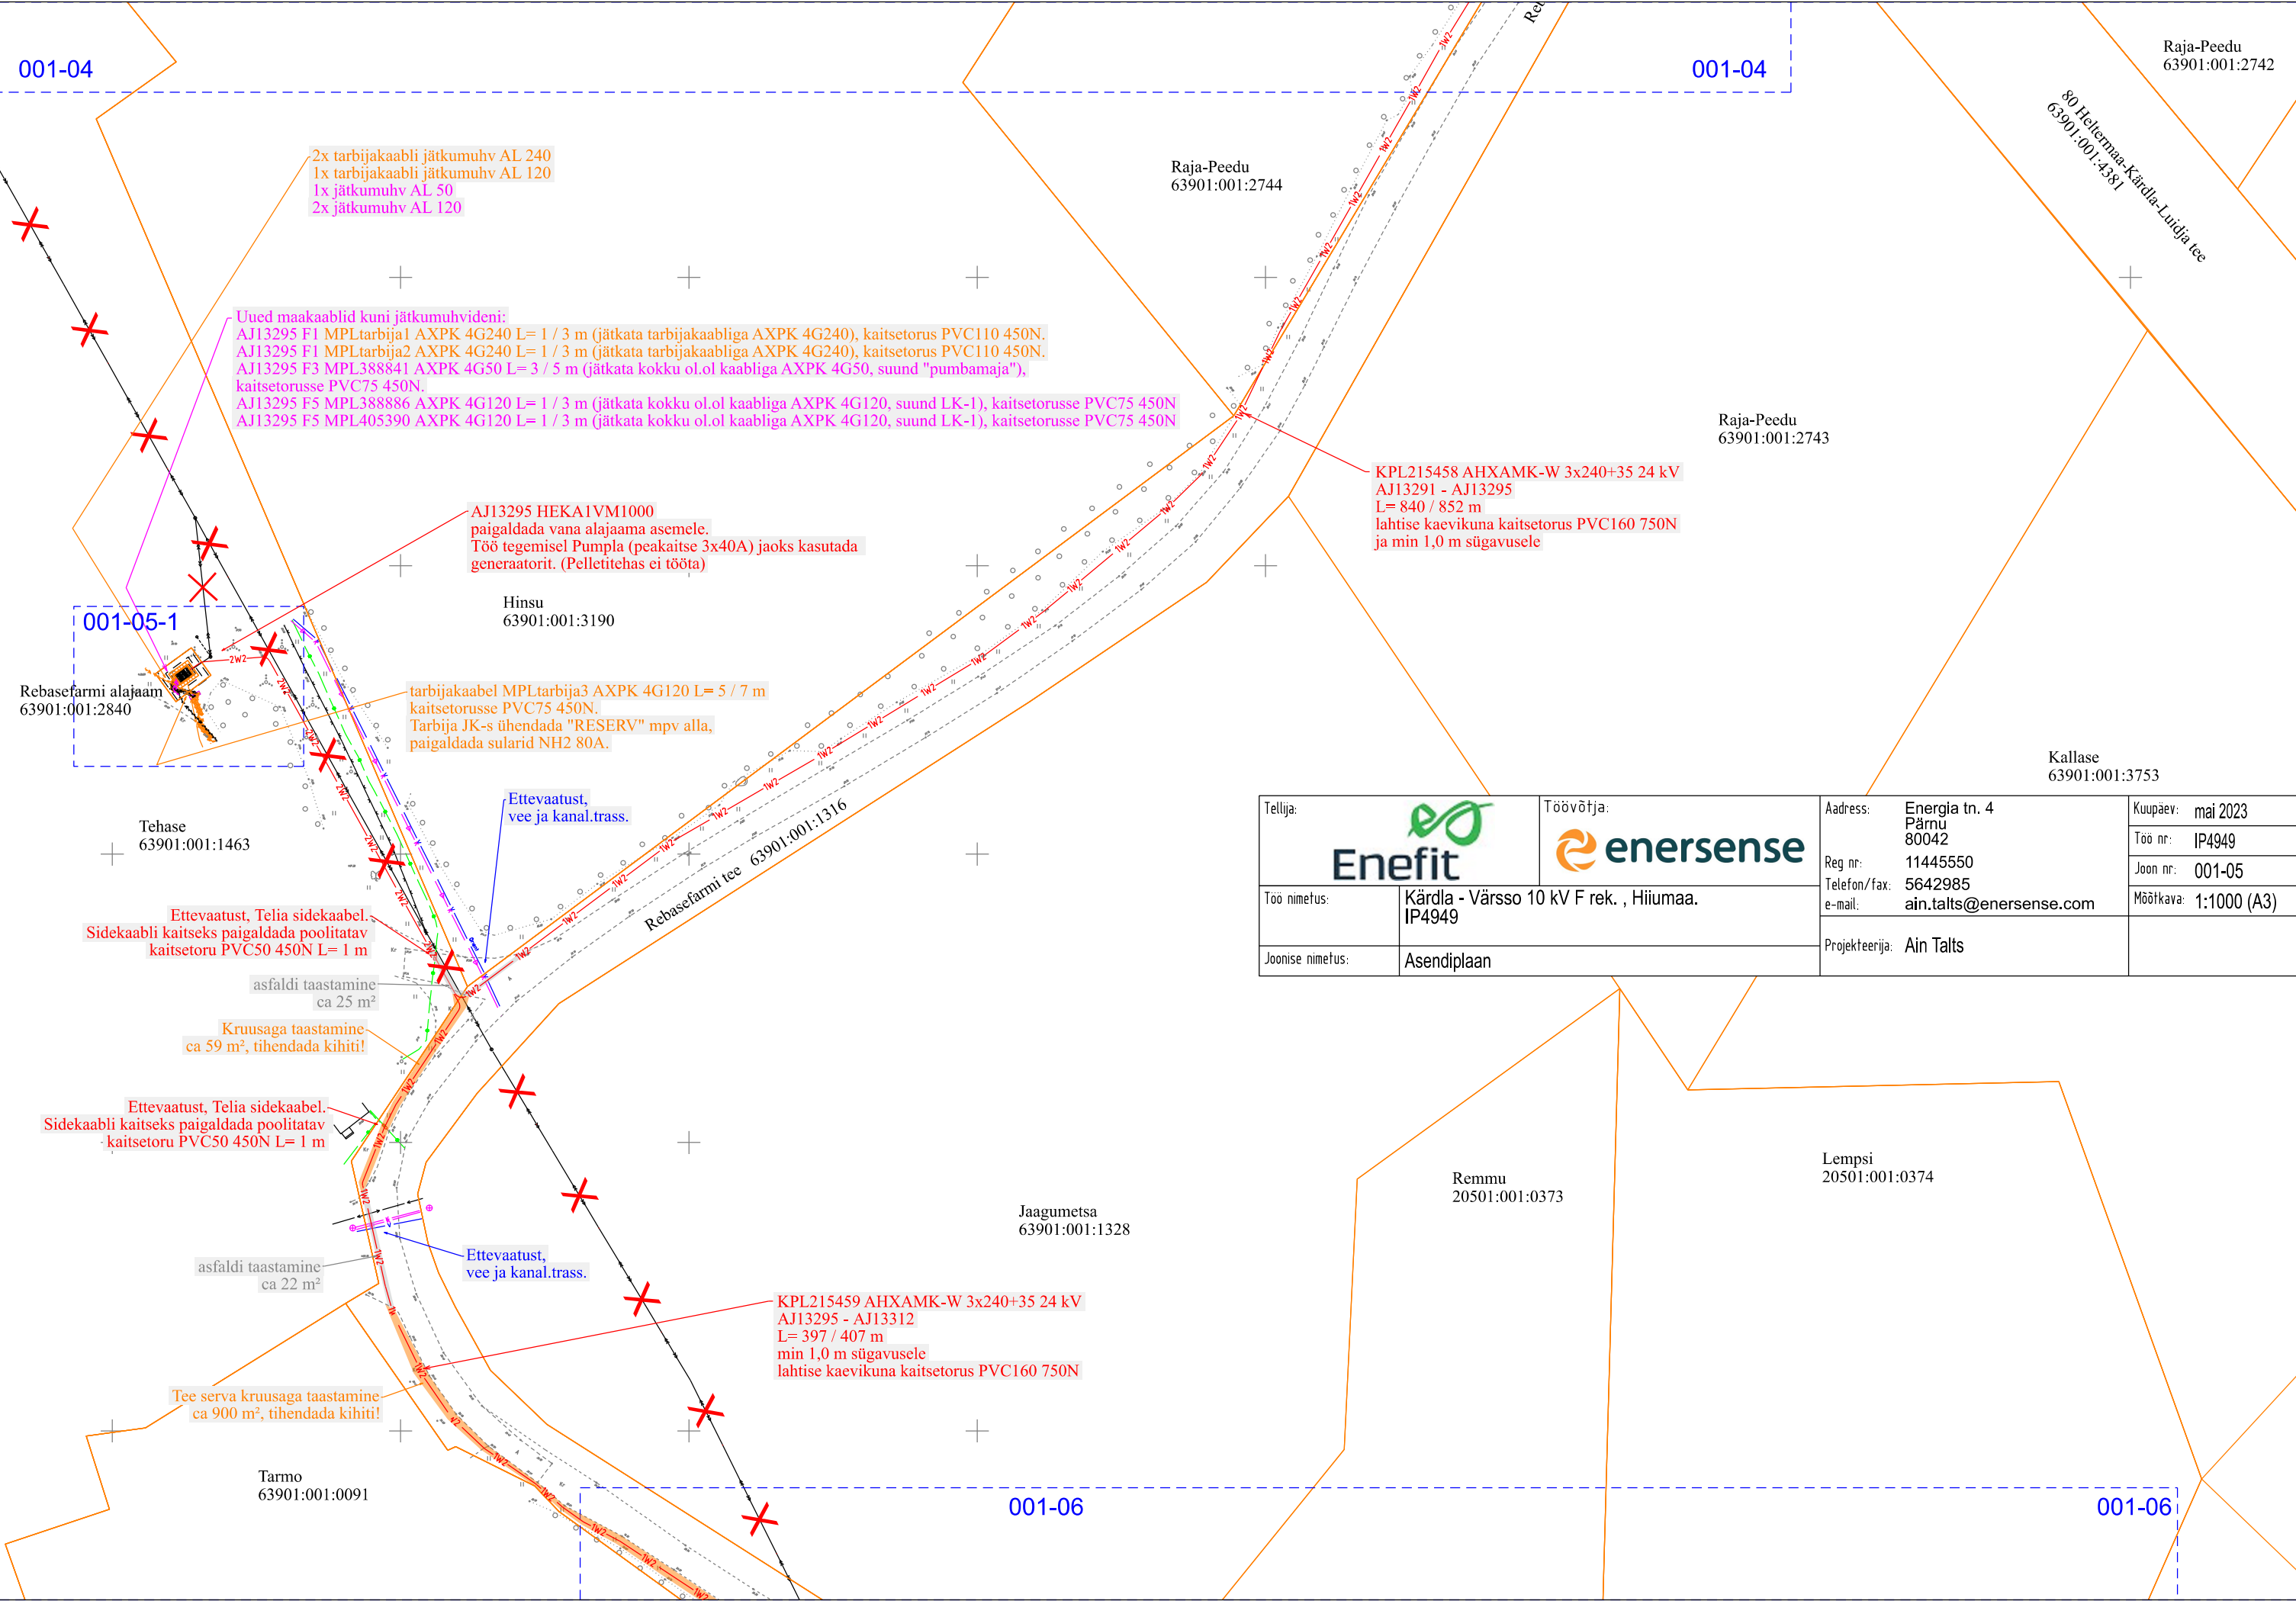 001-04
001-04
Raja-Peedu
63901:001:2742
80 Heltermaa-Kärdla-Luidja tee
63901:001:4381
2x tarbijakaabli jätkumuhv AL 240
1x tarbijakaabli jätkumuhv AL 120
1x jätkumuhv AL 50
2x jätkumuhv AL 120
Raja-Peedu
63901:001:2744
Uued maakaablid kuni jätkumuhvideni:
AJ13295 F1 MPLtarbija1 AXPK 4G240 L= 1 / 3 m (jätkata tarbijakaabliga AXPK 4G240), kaitsetorus PVC110 450N.
AJ13295 F1 MPLtarbija2 AXPK 4G240 L= 1 / 3 m (jätkata tarbijakaabliga AXPK 4G240), kaitsetorus PVC110 450N.
AJ13295 F3 MPL388841 AXPK 4G50 L= 3 / 5 m (jätkata kokku ol.ol kaabliga AXPK 4G50, suund "pumbamaja"),
kaitsetorusse PVC75 450N.
AJ13295 F5 MPL388886 AXPK 4G120 L= 1 / 3 m (jätkata kokku ol.ol kaabliga AXPK 4G120, suund LK-1), kaitsetorusse PVC75 450N
AJ13295 F5 MPL405390 AXPK 4G120 L= 1 / 3 m (jätkata kokku ol.ol kaabliga AXPK 4G120, suund LK-1), kaitsetorusse PVC75 450N
Raja-Peedu
63901:001:2743
KPL215458 AHXAMK-W 3x240+35 24 kV
AJ13291 - AJ13295
L= 840 / 852 m
lahtise kaevikuna kaitsetorus PVC160 750N
ja min 1,0 m sügavusele
AJ13295 HEKA1VM1000
paigaldada vana alajaama asemele.
Töö tegemisel Pumpla (peakaitse 3x40A) jaoks kasutada
generaatorit. (Pelletitehas ei tööta)
Hinsu
63901:001:3190
001-05-1
Rebasefarmi alajaam
63901:001:2840
tarbijakaabel MPLtarbija3 AXPK 4G120 L= 5 / 7 m
kaitsetorusse PVC75 450N.
Tarbija JK-s ühendada "RESERV" mpv alla,
paigaldada sularid NH2 80A.
Kallase
63901:001:3753
Ettevaatust,
vee ja kanal.trass.
Tehase
63901:001:1463
Rebasefarmi tee 63901:001:1316
Tellija:
Enefit
Töövõtja:
enersense
Aadress: Energia tn. 4
Pärnu
80042
Reg nr: 11445550
Telefon/fax: 5642985
e-mail: ain.talts@enersense.com
Kuupäev: mai 2023
Töö nr: IP4949
Joon nr: 001-05
Mõõtkava: 1:1000 (A3)
Töö nimetus: Kärdla - Värsso 10 kV F rek. , Hiiumaa.
IP4949
Projekteerija: Ain Talts
Joonise nimetus: Asendiplaan
Ettevaatust, Telia sidekaabel.
Sidekaabli kaitseks paigaldada poolitatav
kaitsetoru PVC50 450N L= 1 m
asfaldi taastamine
ca 25 m²
Kruusaga taastamine
ca 59 m², tihendada kihiti!
Ettevaatust, Telia sidekaabel.
Sidekaabli kaitseks paigaldada poolitatav
kaitsetoru PVC50 450N L= 1 m
Remmu
20501:001:0373
Lempsi
20501:001:0374
Jaagumetsa
63901:001:1328
Ettevaatust,
vee ja kanal.trass.
asfaldi taastamine
ca 22 m²
KPL215459 AHXAMK-W 3x240+35 24 kV
AJ13295 - AJ13312
L= 397 / 407 m
min 1,0 m sügavusele
lahtise kaevikuna kaitsetorus PVC160 750N
Tee serva kruusaga taastamine
ca 900 m², tihendada kihiti!
Tarmo
63901:001:0091
001-06
001-06